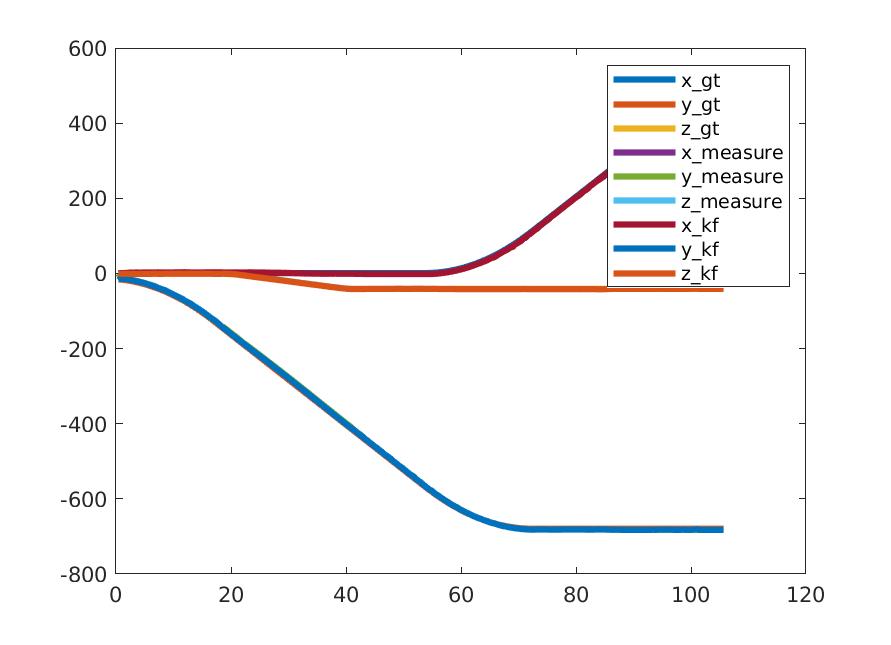 600
400
200
0
-200
-400
-600
-800
0 20 40 60 80 100 120
x_gt
y_gt
z_gt
x_measure
y_measure
z_measure
x_kf
y_kf
z_kf